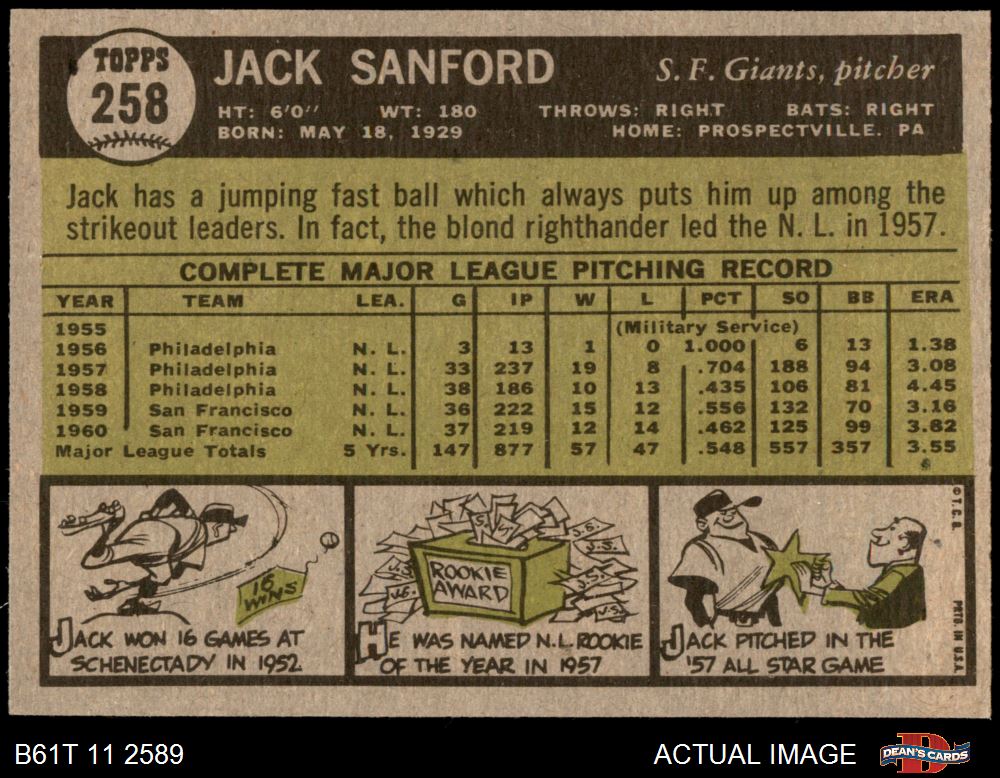 TOPPS
258
JACK SANFORD
S. F. Giants, pitcher
HT: 6'0'' WT: 180 THROWS: RIGHT BATS: RIGHT
BORN: MAY 18, 1929 HOME: PROSPECTVILLE. PA
Jack has a jumping fast ball which always puts him up among the
strikeout leaders. In fact, the blond righthander led the N. L. in 1957.
COMPLETE MAJOR LEAGUE PITCHING RECORD
YEAR TEAM LEA. G IP W L PCT SO BB ERA
1955 (Military Service)
1956 Philadelphia N. L. 3 13 1 0 1.000 6 13 1.38
1957 Philadelphia N. L. 33 237 19 8 .704 188 94 3.08
1958 Philadelphia N. L. 38 186 10 13 .435 106 81 4.45
1959 San Francisco N. L. 36 222 15 12 .556 132 70 3.16
1960 San Francisco N. L. 37 219 12 14 .462 125 99 3.82
Major League Totals 5 Yrs. 147 877 57 47 .548 557 357 3.55
16
WINS
JACK WON 16 GAMES AT
SCHENECTADY IN 1952.
J.S.
J.S.
J.S.
J.S.
J.S.
ROOKIE
AWARD
HE WAS NAMED N.L. ROOKIE
OF THE YEAR IN 1957
JACK PITCHED IN THE
'57 ALL STAR GAME
© T. C. G.
PRTD IN U.S.A.
B61T 11 2589
ACTUAL IMAGE
D
DEAN'S CARDS